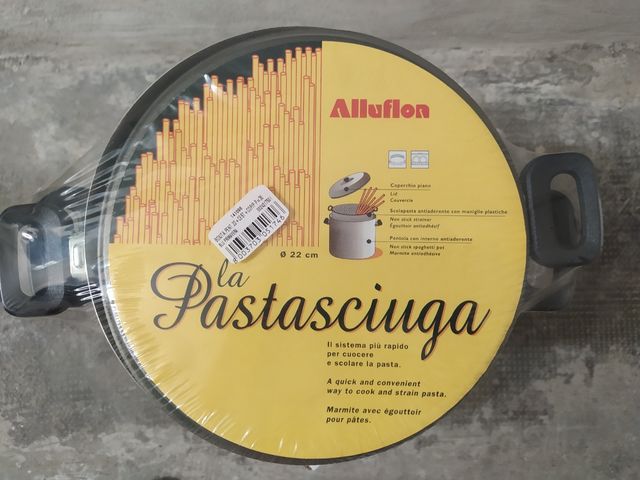 Alluflon
Coperchio piano
Lid
Couvercle
Scolapasta antiaderente con maniglie plastiche
Non stick strainer
Égouttoir antiadhésif
Pentola con interno antiaderente
Non stick spaghetti pot
Marmite antiadhésive
Ø 22 cm
la
Pastasciuga
Il sistema più rapido
per cuocere
e scolare la pasta.
A quick and convenient
way to cook and strain pasta.
Marmite avec égouttoir
pour pâtes.